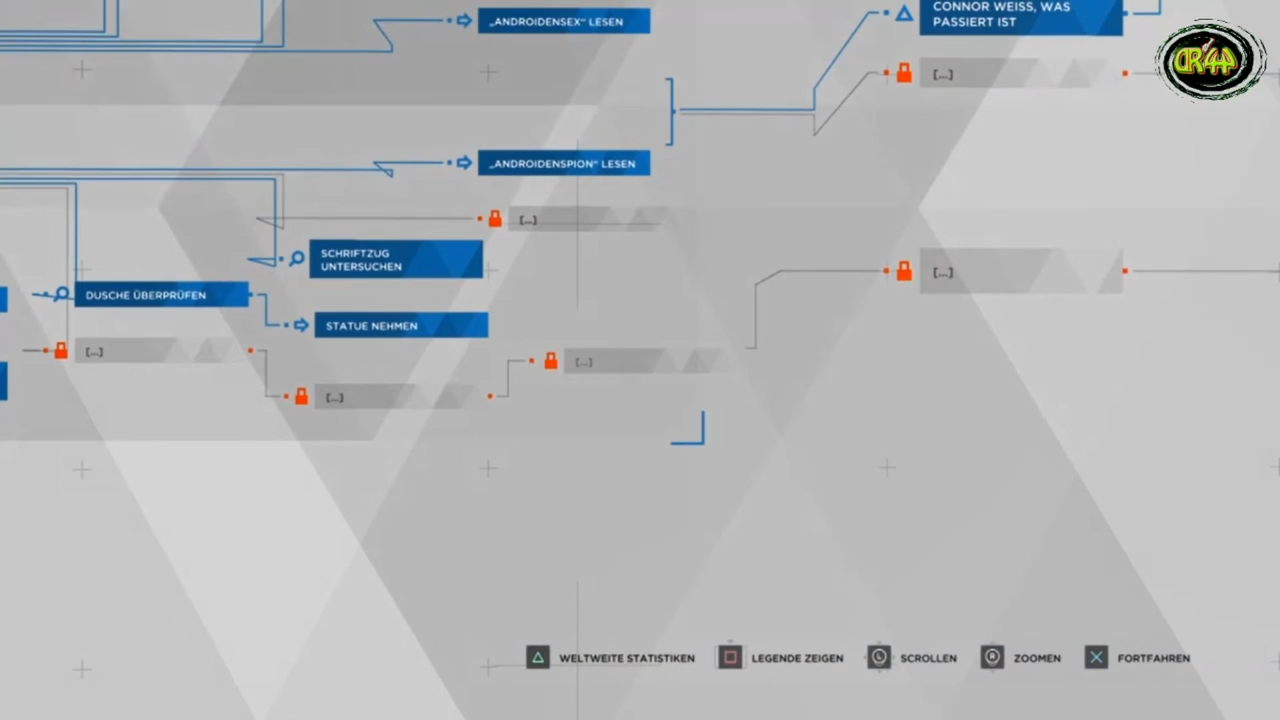 CONNOR WEISS, WAS
PASSIERT IST
„ANDROIDENSEX“ LESEN
[...]
„ANDROIDENSPION“ LESEN
[...]
SCHRIFTZUG
UNTERSUCHEN
[...]
DUSCHE ÜBERPRÜFEN
STATUE NEHMEN
[...]
[...]
[...]
WELTWEITE STATISTIKEN
LEGENDE ZEIGEN
SCROLLEN
ZOOMEN
FORTFAHREN